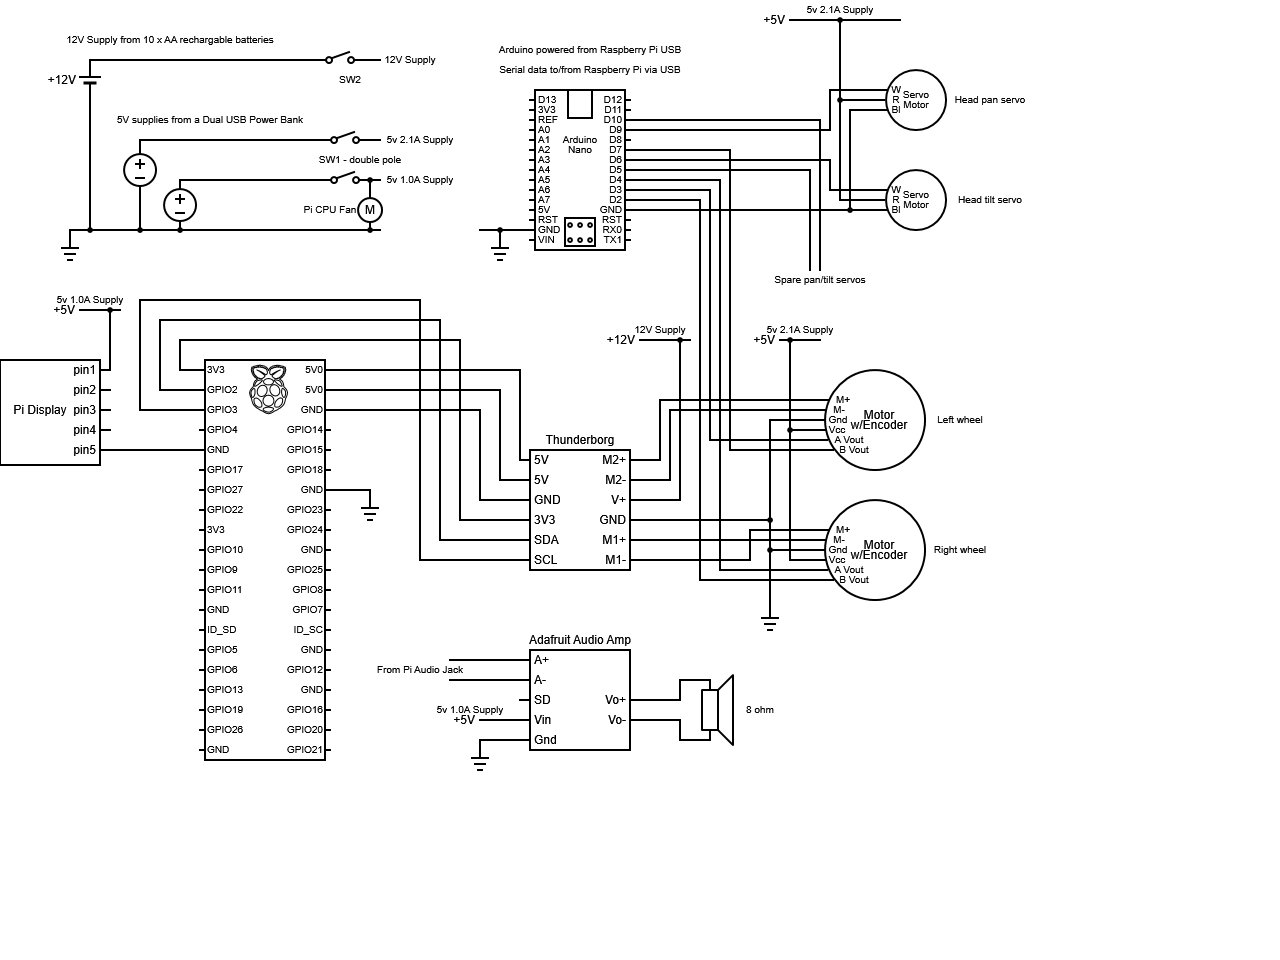 12V Supply from 10 x AA rechargable batteries
+12V
SW2
12V Supply
5V supplies from a Dual USB Power Bank
5v 2.1A Supply
SW1 - double pole
5v 1.0A Supply
Pi CPU Fan
M
Arduino powered from Raspberry Pi USB
Serial data to/from Raspberry Pi via USB
D13
3V3
REF
A0
A1
A2
A3
A4
A5
A6
A7
5V
RST
GND
VIN
Arduino
Nano
D12
D11
D10
D9
D8
D7
D6
D5
D4
D3
D2
GND
RST
RX0
TX1
5v 2.1A Supply
+5V
W
R
Bl
Servo
Motor
Head pan servo
W
R
Bl
Servo
Motor
Head tilt servo
Spare pan/tilt servos
5v 1.0A Supply
+5V
Pi Display
pin1
pin2
pin3
pin4
pin5
3V3
GPIO2
GPIO3
GPIO4
GND
GPIO17
GPIO27
GPIO22
3V3
GPIO10
GPIO9
GPIO11
GND
ID_SD
GPIO5
GPIO6
GPIO13
GPIO19
GPIO26
GND
5V0
5V0
GND
GPIO14
GPIO15
GPIO18
GND
GPIO23
GPIO24
GND
GPIO25
GPIO8
GPIO7
ID_SC
GND
GPIO12
GND
GPIO16
GPIO20
GPIO21
12V Supply
+12V
5v 2.1A Supply
+5V
Thunderborg
5V
5V
GND
3V3
SDA
SCL
M2+
M2-
V+
GND
M1+
M1-
M+
M-
Gnd
Vcc
A Vout
B Vout
Motor
w/Encoder
Left wheel
M+
M-
Gnd
Vcc
A Vout
B Vout
Motor
w/Encoder
Right wheel
Adafruit Audio Amp
From Pi Audio Jack
5v 1.0A Supply
+5V
A+
A-
SD
Vin
Gnd
Vo+
Vo-
8 ohm